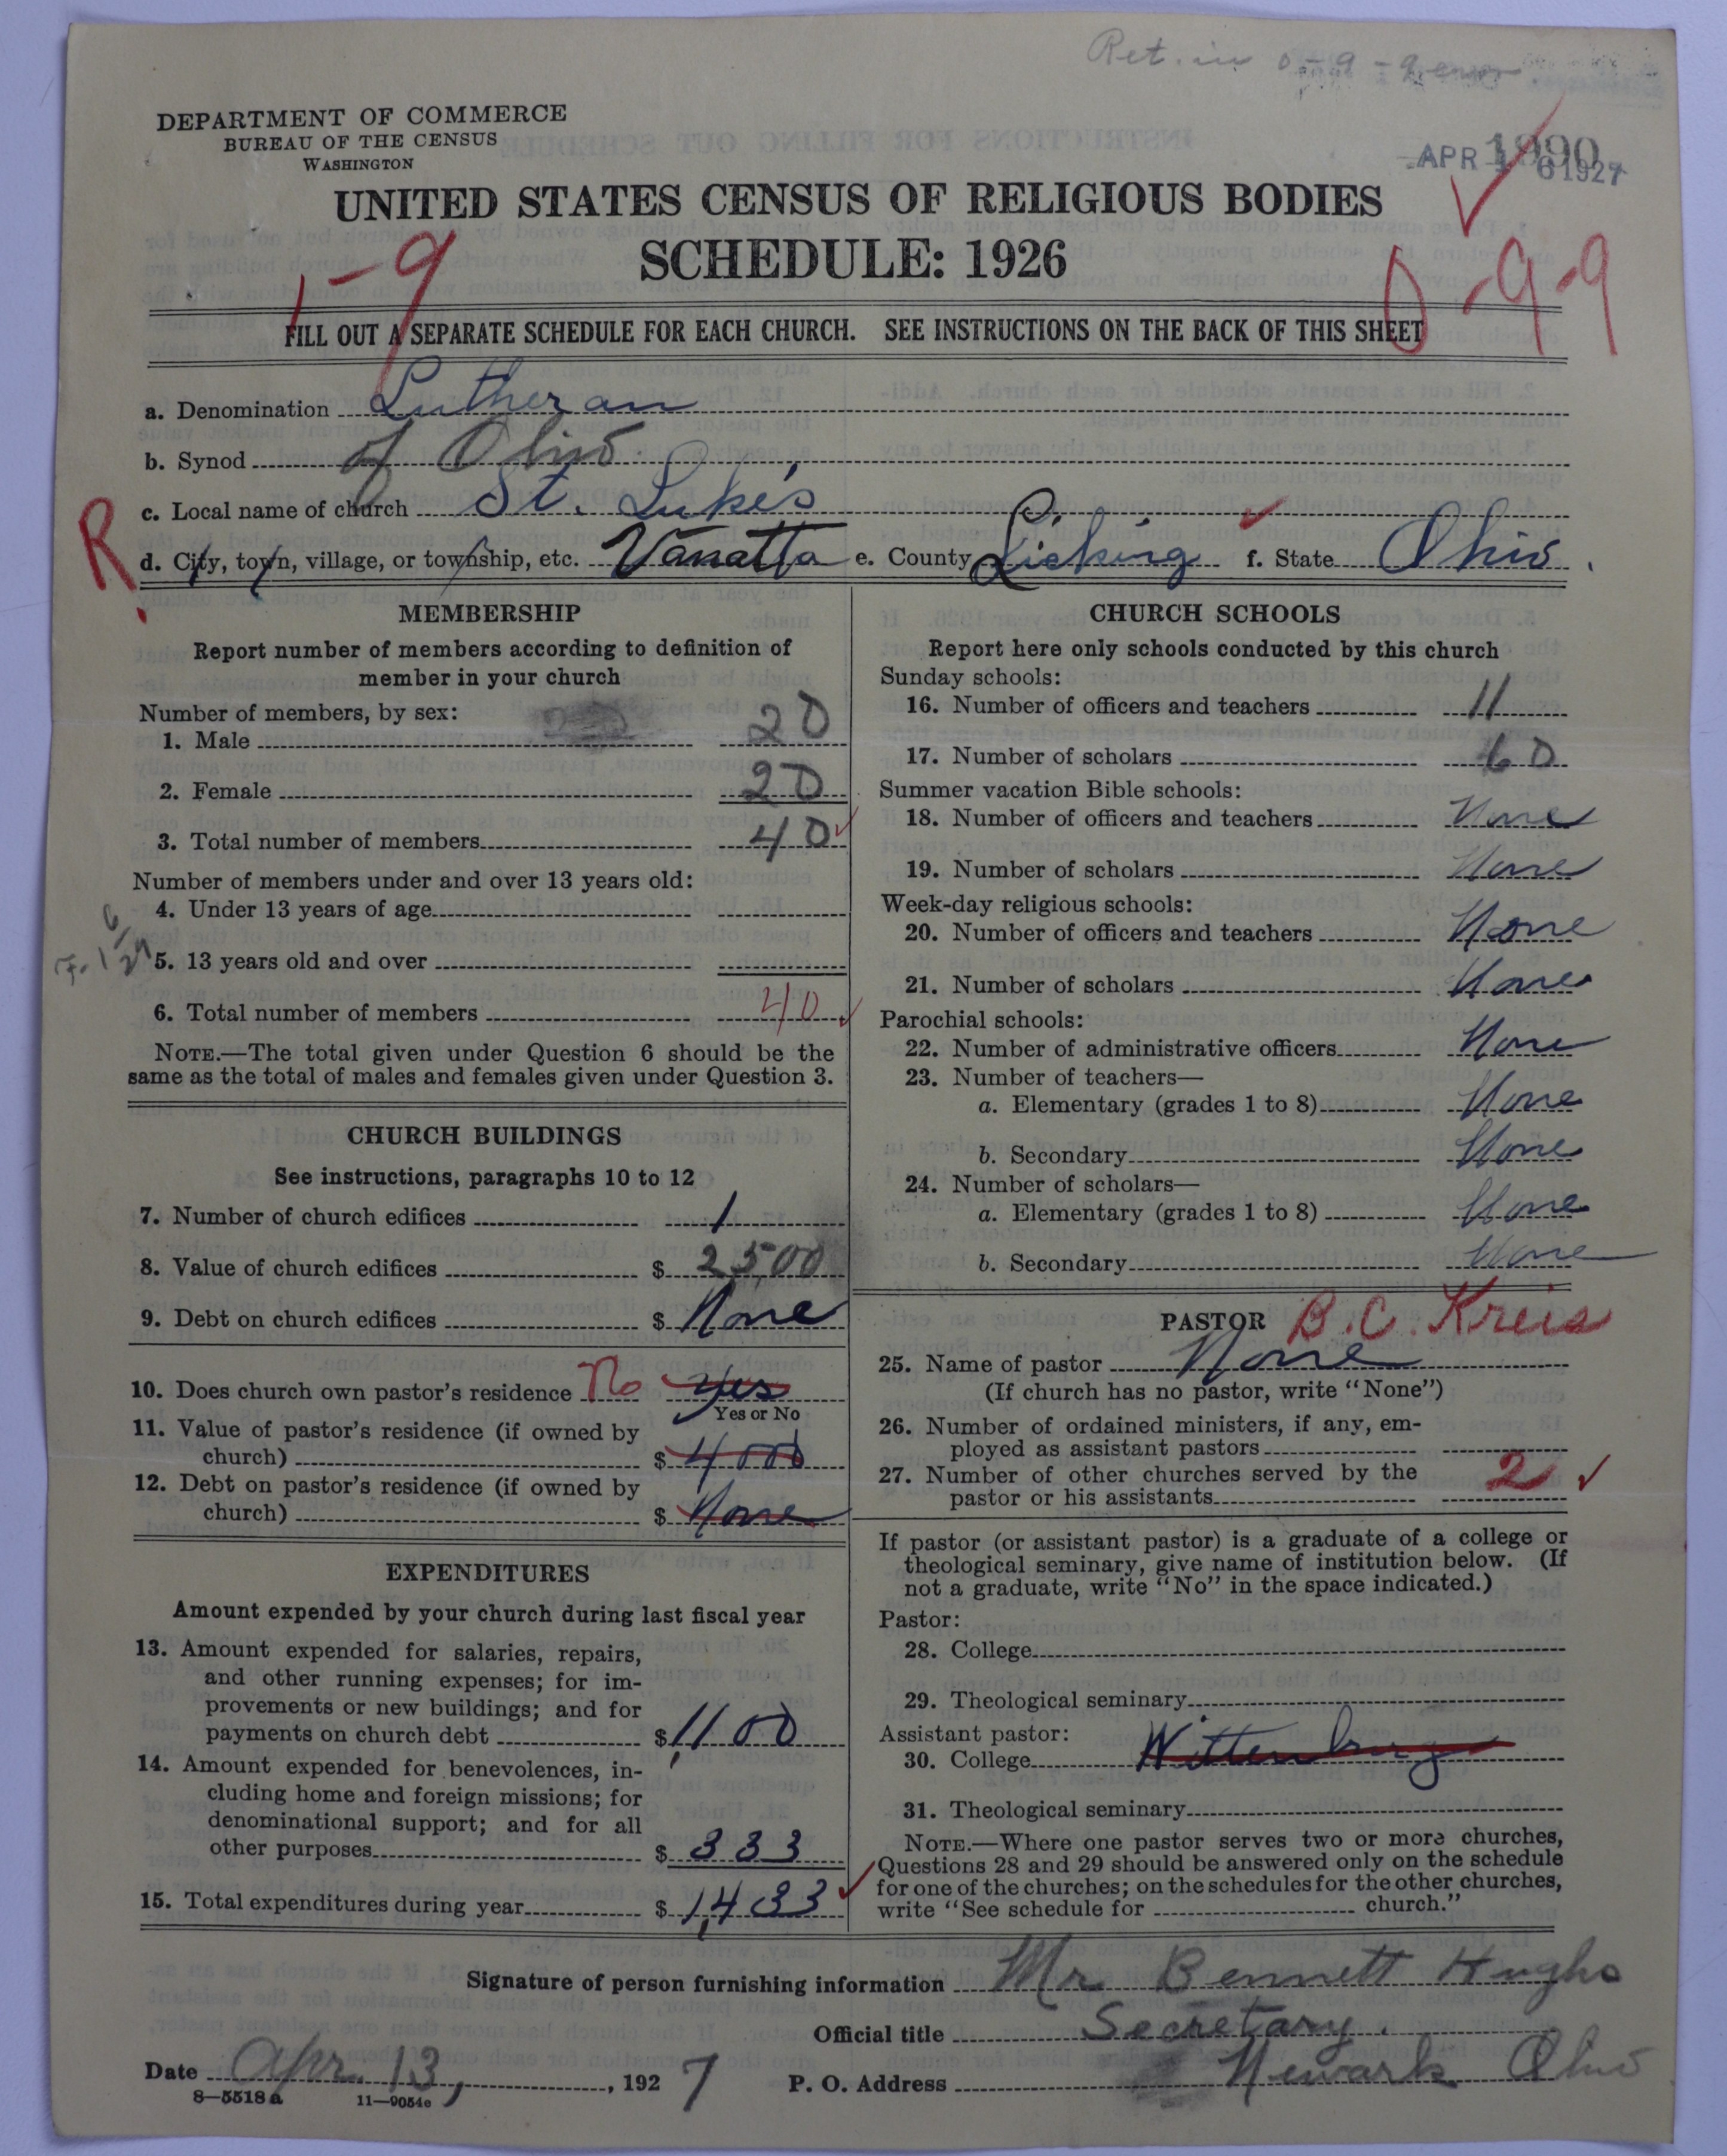 Ret. in 0-9-9
DEPARTMENT OF COMMERCE
BUREAU OF THE CENSUS
WASHINGTON
APR 1927
UNITED STATES CENSUS OF RELIGIOUS BODIES
SCHEDULE: 1926
1-9
0-9-9
FILL OUT A SEPARATE SCHEDULE FOR EACH CHURCH. SEE INSTRUCTIONS ON THE BACK OF THIS SHEET
a. Denomination Lutheran
b. Synod of Ohio
c. Local name of church St. Luke's
R
d. City, town, village, or township, etc. Vanatta e. County Licking f. State Ohio.
MEMBERSHIP
Report number of members according to definition of
member in your church
Number of members, by sex:
1. Male 20
2. Female 20
3. Total number of members 40
Number of members under and over 13 years old:
4. Under 13 years of age
5. 13 years old and over
6. Total number of members 40
NOTE.—The total given under Question 6 should be the
same as the total of males and females given under Question 3.
CHURCH BUILDINGS
See instructions, paragraphs 10 to 12
7. Number of church edifices 1
8. Value of church edifices $ 2500
9. Debt on church edifices $ None
10. Does church own pastor's residence No Yes
Yes or No
11. Value of pastor's residence (if owned by
church) $ 4000
12. Debt on pastor's residence (if owned by
church) $ None
EXPENDITURES
Amount expended by your church during last fiscal year
13. Amount expended for salaries, repairs,
and other running expenses; for im-
provements or new buildings; and for
payments on church debt $ 1,100
14. Amount expended for benevolences, in-
cluding home and foreign missions; for
denominational support; and for all
other purposes $ 333
15. Total expenditures during year $ 1,433
CHURCH SCHOOLS
Report here only schools conducted by this church
Sunday schools:
16. Number of officers and teachers 11
17. Number of scholars 60
Summer vacation Bible schools:
18. Number of officers and teachers None
19. Number of scholars None
Week-day religious schools:
20. Number of officers and teachers None
21. Number of scholars None
Parochial schools:
22. Number of administrative officers None
23. Number of teachers—
a. Elementary (grades 1 to 8) None
b. Secondary None
24. Number of scholars—
a. Elementary (grades 1 to 8) None
b. Secondary None
PASTOR B. C. Kreis
25. Name of pastor None
(If church has no pastor, write "None")
26. Number of ordained ministers, if any, em-
ployed as assistant pastors
27. Number of other churches served by the
pastor or his assistants 2
If pastor (or assistant pastor) is a graduate of a college or
theological seminary, give name of institution below. (If
not a graduate, write "No" in the space indicated.)
Pastor:
28. College
29. Theological seminary
Assistant pastor:
30. College Wittenburg
31. Theological seminary
NOTE.—Where one pastor serves two or more churches,
Questions 28 and 29 should be answered only on the schedule
for one of the churches; on the schedules for the other churches,
write "See schedule for church."
Signature of person furnishing information Mr Bennett Hughs
Official title Secretary.
Date Apr. 13, 1927 P. O. Address Newark Ohio
8—5518a 11—9054e